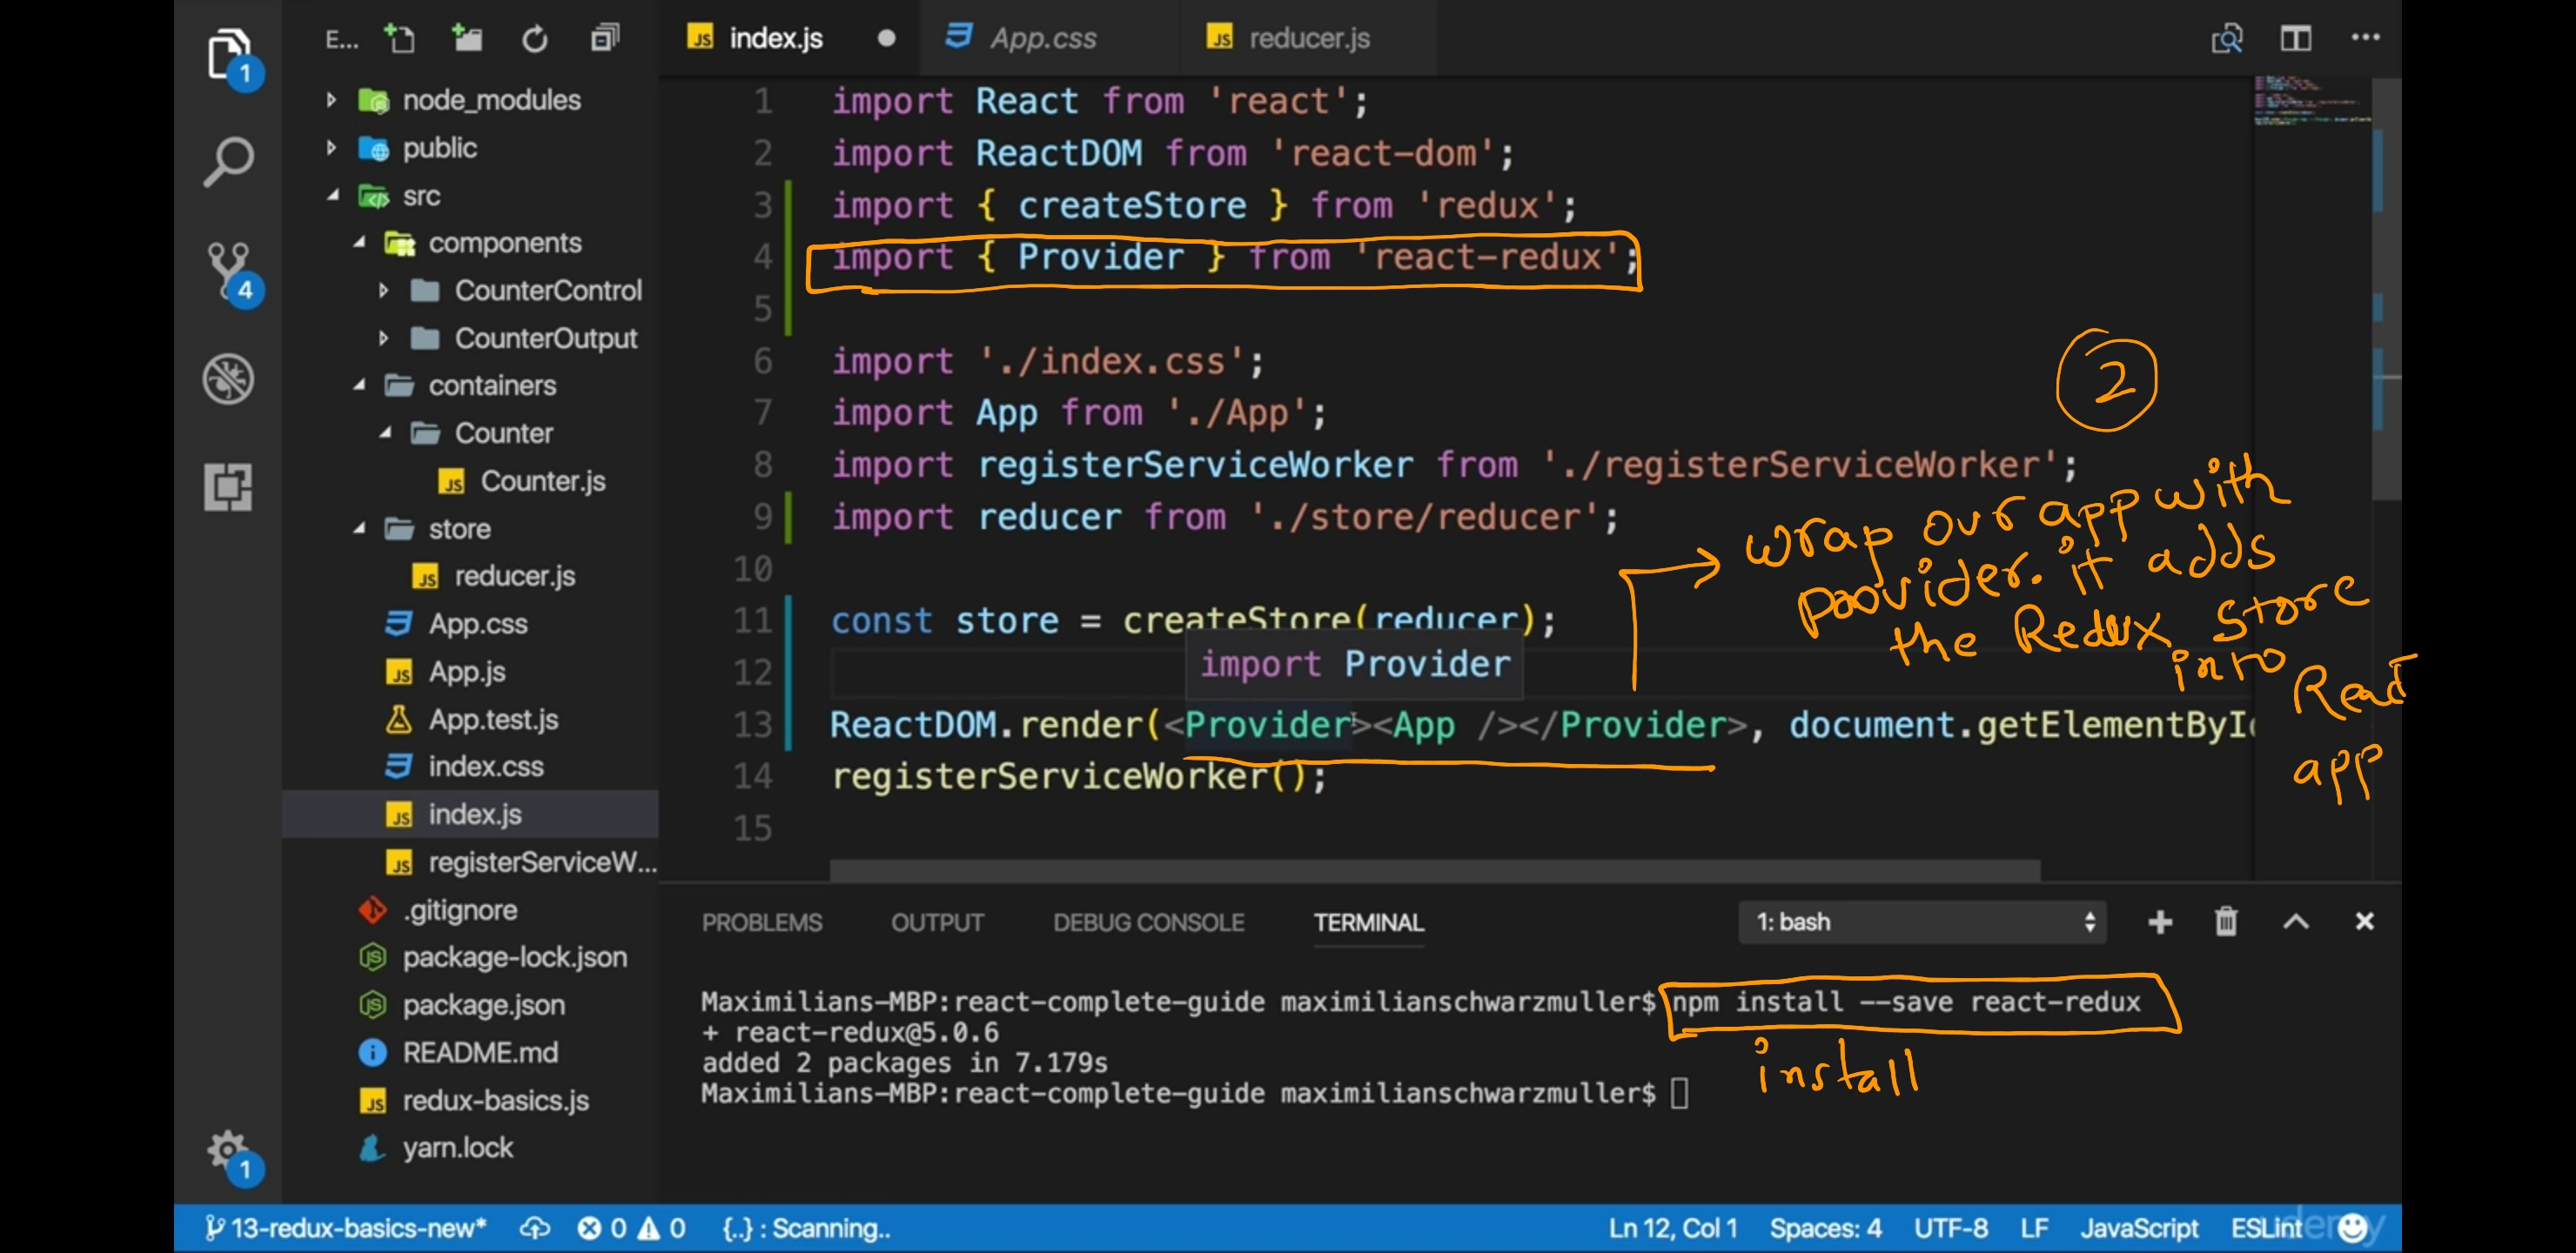 E...
index.js
App.css
reducer.js
1
4
1
node_modules
public
src
components
CounterControl
CounterOutput
containers
Counter
Counter.js
store
reducer.js
App.css
App.js
App.test.js
index.css
index.js
registerServiceW...
.gitignore
package-lock.json
package.json
README.md
redux-basics.js
yarn.lock
1 import React from 'react';
2 import ReactDOM from 'react-dom';
3 import { createStore } from 'redux';
4 import { Provider } from 'react-redux';
5
6 import './index.css';
7 import App from './App';
8 import registerServiceWorker from './registerServiceWorker';
9 import reducer from './store/reducer';
10
11 const store = createStore(reducer);
12
import Provider
13 ReactDOM.render(<Provider><App /></Provider>, document.getElementById
14 registerServiceWorker();
15
2
wrap our app with
provider. it adds
the Redux store
into React
app
PROBLEMS OUTPUT DEBUG CONSOLE TERMINAL 1: bash
Maximilians-MBP:react-complete-guide maximilianschwarzmuller$ npm install --save react-redux
+ react-redux@5.0.6
added 2 packages in 7.179s
Maximilians-MBP:react-complete-guide maximilianschwarzmuller$
install
13-redux-basics-new* 0 0 {..} : Scanning.. Ln 12, Col 1 Spaces: 4 UTF-8 LF JavaScript ESLint
udemy